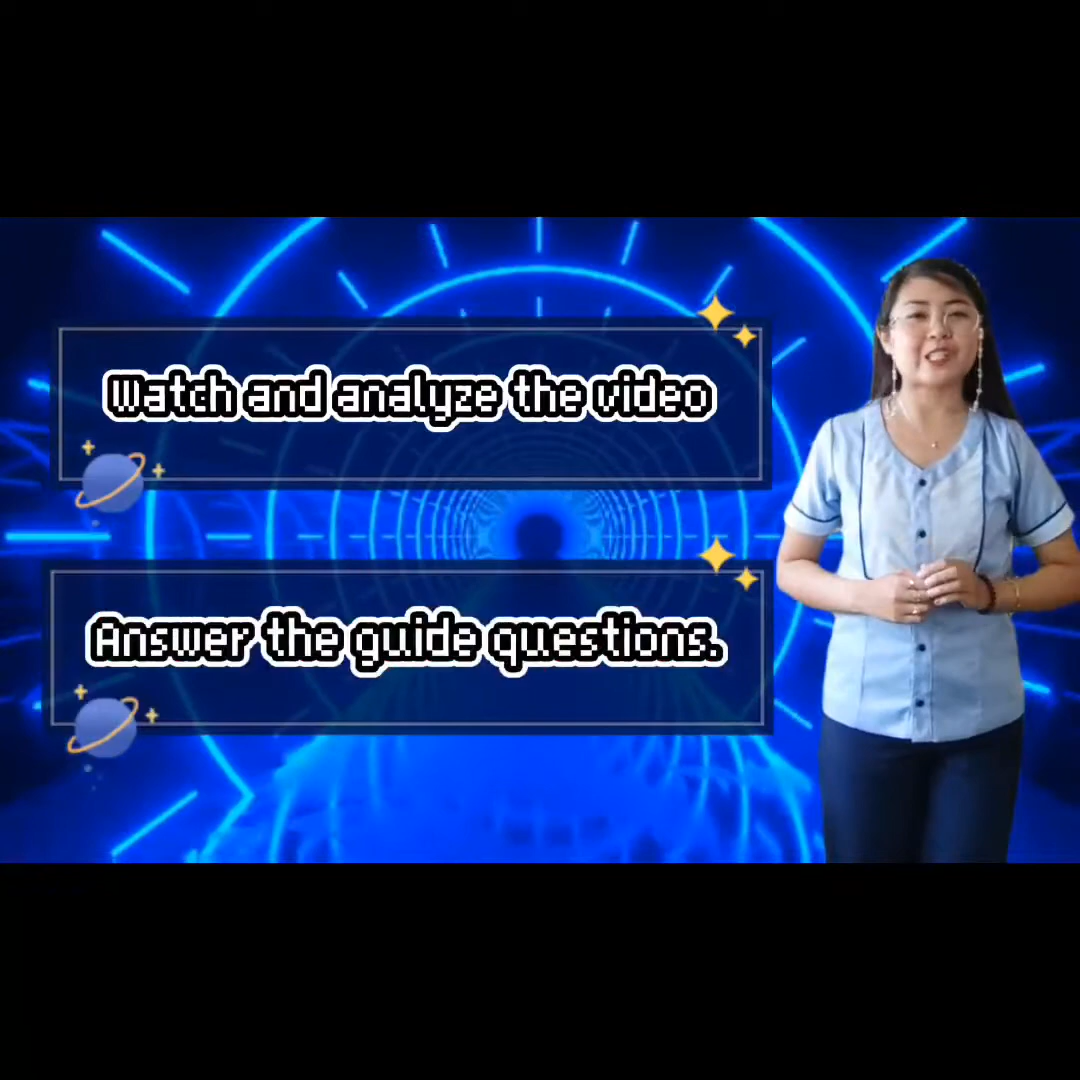 Watch and analyze the video
Answer the guide questions.